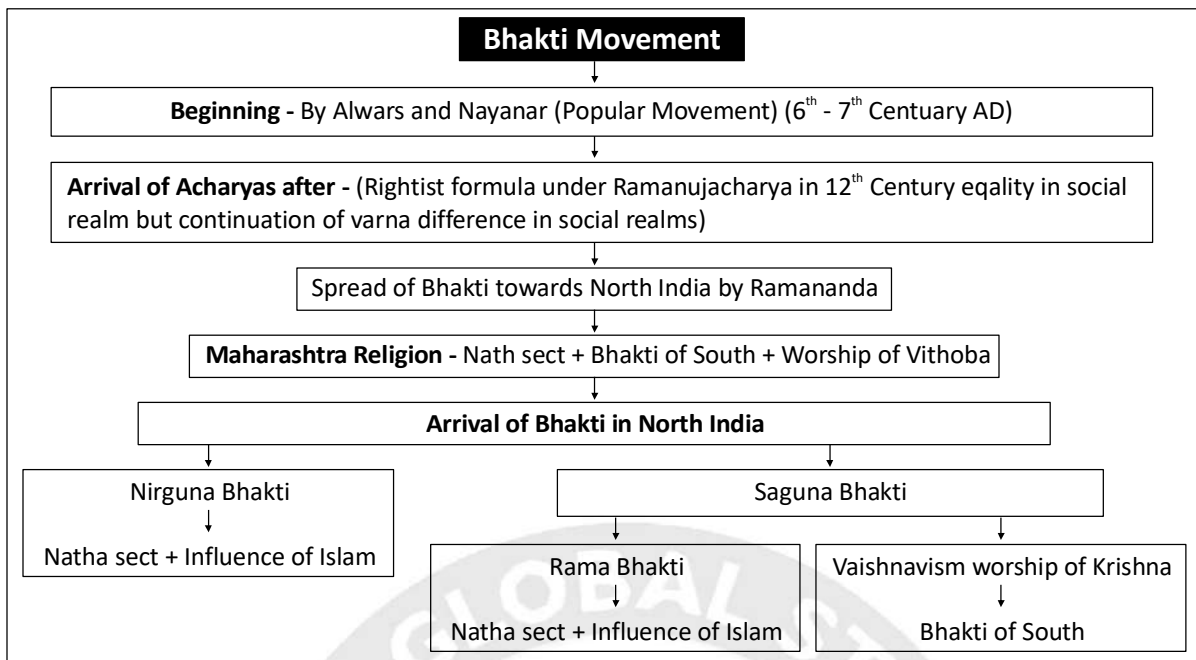 Bhakti Movement
Beginning - By Alwars and Nayanar (Popular Movement) (6th - 7th Centuary AD)
Arrival of Acharyas after - (Rightist formula under Ramanujacharya in 12th Century eqality in social
realm but continuation of varna difference in social realms)
Spread of Bhakti towards North India by Ramananda
Maharashtra Religion - Nath sect + Bhakti of South + Worship of Vithoba
Arrival of Bhakti in North India
Nirguna Bhakti
Natha sect + Influence of Islam
Saguna Bhakti
Rama Bhakti
Natha sect + Influence of Islam
Vaishnavism worship of Krishna
Bhakti of South
GLOBAL ST